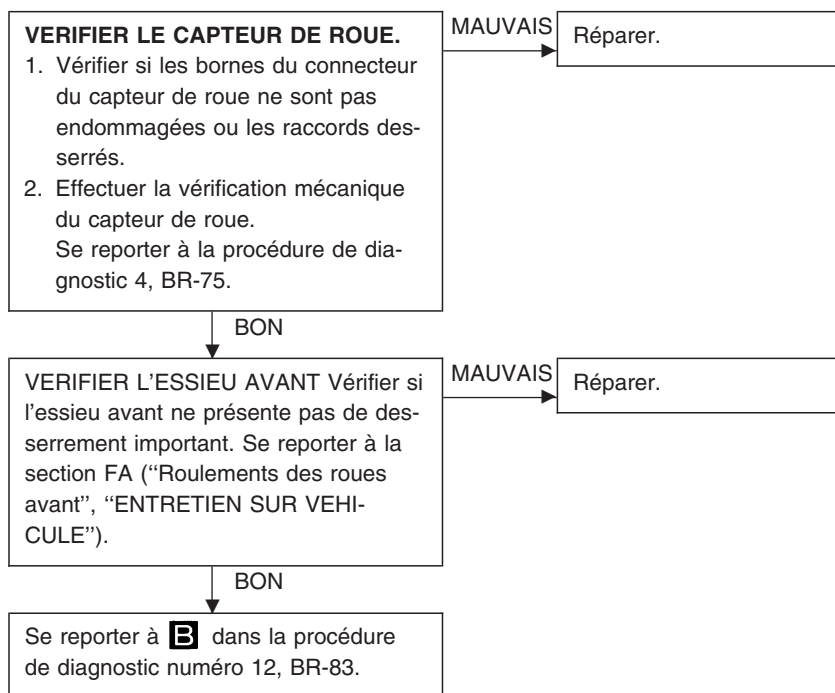 VERIFIER LE CAPTEUR DE ROUE.
1. Vérifier si les bornes du connecteur
du capteur de roue ne sont pas
endommagées ou les raccords des-
serrés.
2. Effectuer la vérification mécanique
du capteur de roue.
Se reporter à la procédure de dia-
gnostic 4, BR-75.
MAUVAIS
Réparer.
BON
VERIFIER L'ESSIEU AVANT Vérifier si
l'essieu avant ne présente pas de des-
serrement important. Se reporter à la
section FA (‘‘Roulements des roues
avant’’, ‘‘ENTRETIEN SUR VEHI-
CULE’’).
MAUVAIS
Réparer.
BON
Se reporter à B dans la procédure
de diagnostic numéro 12, BR-83.